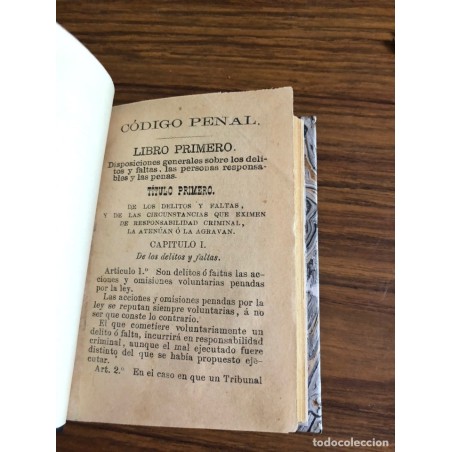 CÓDIGO PENAL.
LIBRO PRIMERO.
Disposiciones generales sobre los deli-
tos y faltas, las personas responsa-
bles y las penas.
TÍTULO PRIMERO.
DE LOS DELITOS Y FALTAS,
Y DE LAS CIRCUNSTANCIAS QUE EXIMEN
DE RESPONSABILIDAD CRIMINAL,
LA ATENÚAN Ó LA AGRAVAN.
CAPITULO I.
De los delitos y faltas.
Artículo 1.º Son delitos ó faltas las ac-
ciones y omisiones voluntarias penadas
por la ley.
Las acciones y omisiones penadas por
la ley se reputan siempre voluntarias, á no
ser que conste lo contrario.
El que cometiere voluntariamente un
delito ó falta, incurrirá en responsabilidad
criminal, aunque el mal ejecutado fuere
distinto del que se había propuesto eje-
cutar.
Art. 2.º En el caso en que un Tribunal
todocoleccion